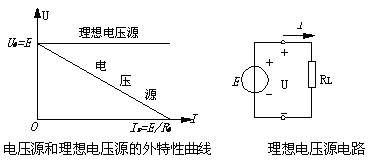 U
理想电压源
U₀=E
电
压
源
O
Iₛ=E/R₀
I
电压源和理想电压源的外特性曲线
I
+
+
E
U
R_L
−
−
理想电压源电路